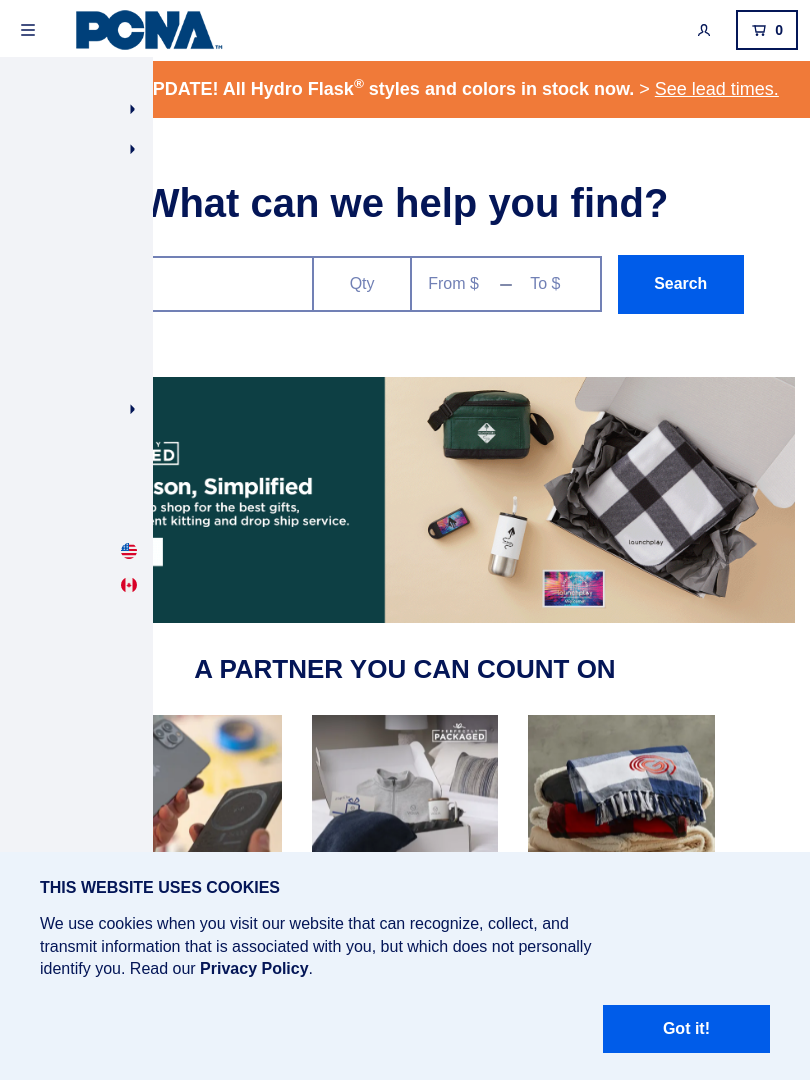 PCNA™
0
PDATE! All Hydro Flask® styles and colors in stock now. > See lead times.
What can we help you find?
Qty
From $ – To $
Search
son, Simplified
shop for the best gifts,
nt kitting and drop ship service.
launchplay
launchplay
A PARTNER YOU CAN COUNT ON
PERFECTLY
PACKAGED
THIS WEBSITE USES COOKIES
We use cookies when you visit our website that can recognize, collect, and
transmit information that is associated with you, but which does not personally
identify you. Read our Privacy Policy.
Got it!